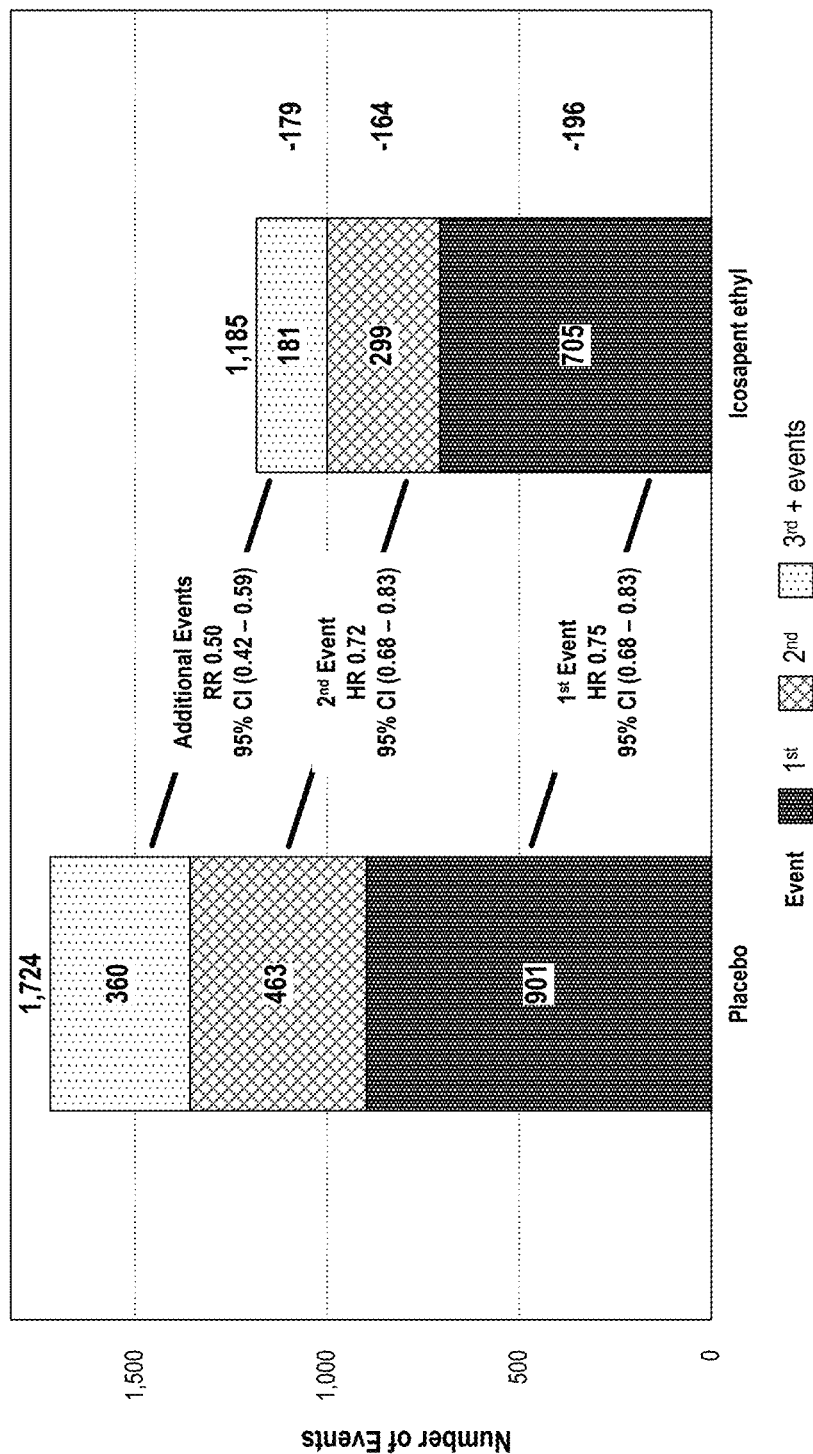 Number of Events
1,500
1,000
500
0
1,724
360
463
901
Placebo
Additional Events
RR 0.50
95% CI (0.42 – 0.59)
2nd Event
HR 0.72
95% CI (0.68 – 0.83)
1st Event
HR 0.75
95% CI (0.68 – 0.83)
1,185
181
299
705
Icosapent ethyl
-179
-164
-196
Event 1st 2nd 3rd + events